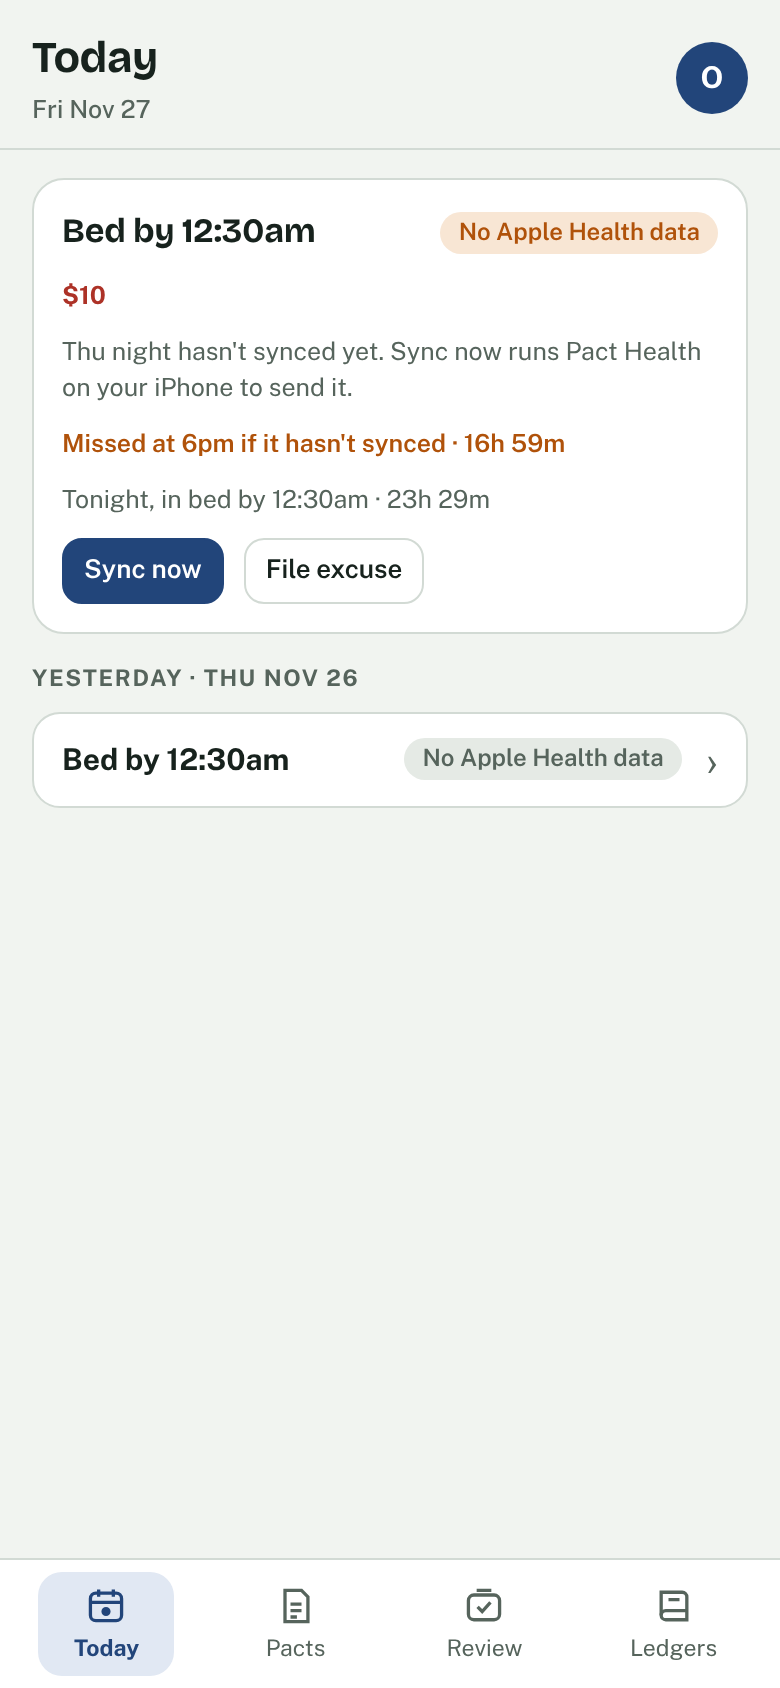 Today
Fri Nov 27
O
Bed by 12:30am
No Apple Health data
$10
Thu night hasn't synced yet. Sync now runs Pact Health
on your iPhone to send it.
Missed at 6pm if it hasn't synced · 16h 59m
Tonight, in bed by 12:30am · 23h 29m
Sync now
File excuse
YESTERDAY · THU NOV 26
Bed by 12:30am
No Apple Health data
Today
Pacts
Review
Ledgers